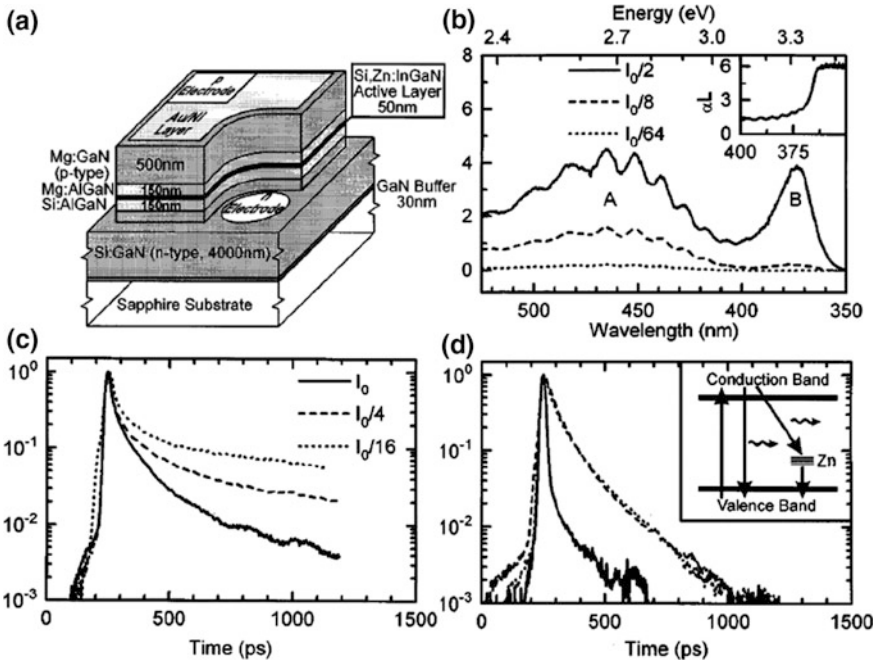 (a)
P
Electrode
Au/Ni
Layer
Si,Zn:InGaN
Active Layer
50nm
Mg:GaN
(p-type)
500nm
Mg:AlGaN
150nm
Si:AlGaN
150nm
n
Electrode
GaN Buffer
30nm
Si:GaN (n-type, 4000nm)
Sapphire Substrate
(b)
Energy (eV)
2.4 2.7 3.0 3.3
8
6
4
2
0
I0/2
I0/8
I0/64
A
B
αL
6
3
0
400 375
500 450 400 350
Wavelength (nm)
(c)
10^0
10^-1
10^-2
10^-3
I0
I0/4
I0/16
0 500 1000 1500
Time (ps)
(d)
10^0
10^-1
10^-2
10^-3
Conduction Band
Zn
Valence Band
0 500 1000 1500
Time (ps)